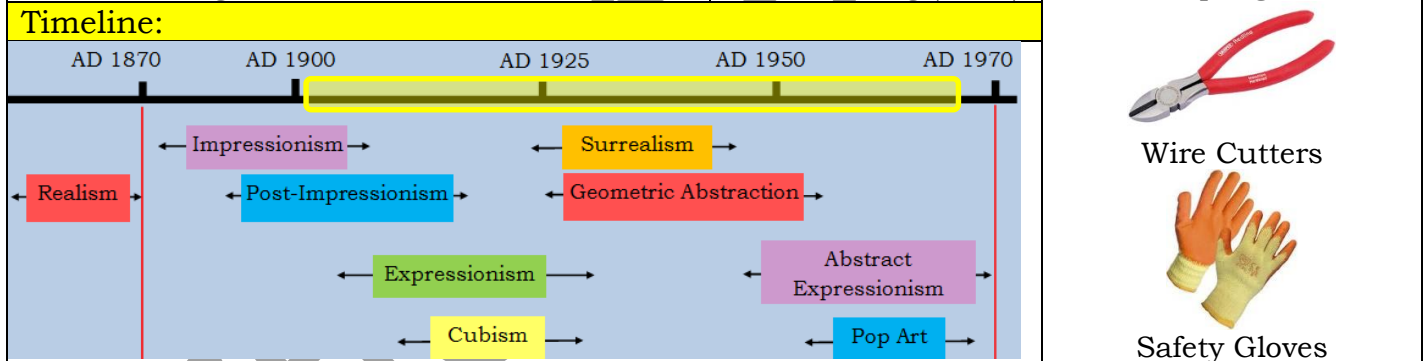 Timeline:
AD 1870 AD 1900 AD 1925 AD 1950 AD 1970
Impressionism Surrealism
Realism Post-Impressionism Geometric Abstraction
Expressionism Abstract
Expressionism
Cubism Pop Art
Wire Cutters
Safety Gloves